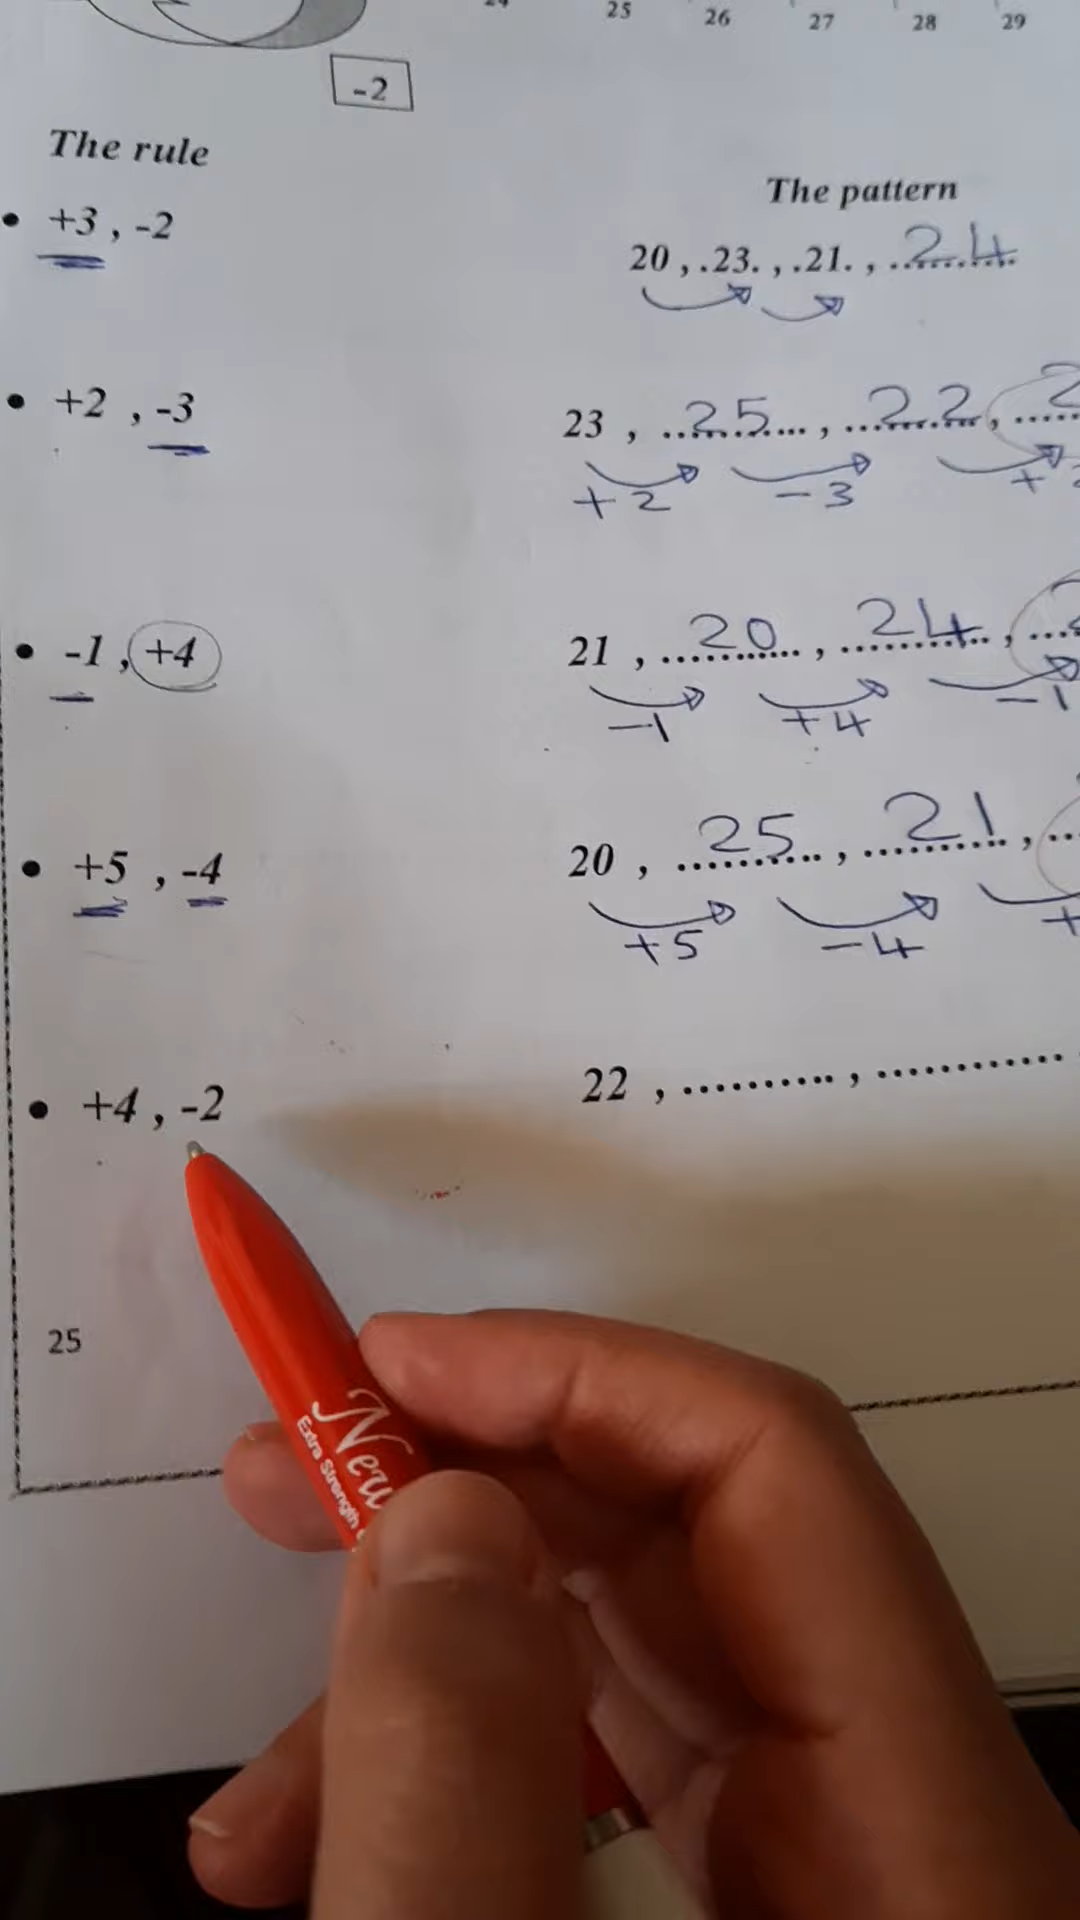 25 26 27 28 29
-2
The rule
The pattern
• +3 , -2
20 , .23. , .21. , 24
• +2 , -3
23 , 25 , 22 ,
+2 -3 +
• -1 , +4
21 , 20 , 24 ,
-1 +4 -1
• +5 , -4
20 , 25 , 21 ,
+5 -4 +
• +4 , -2
22 , .......... , ............
25
New
Extra Strength